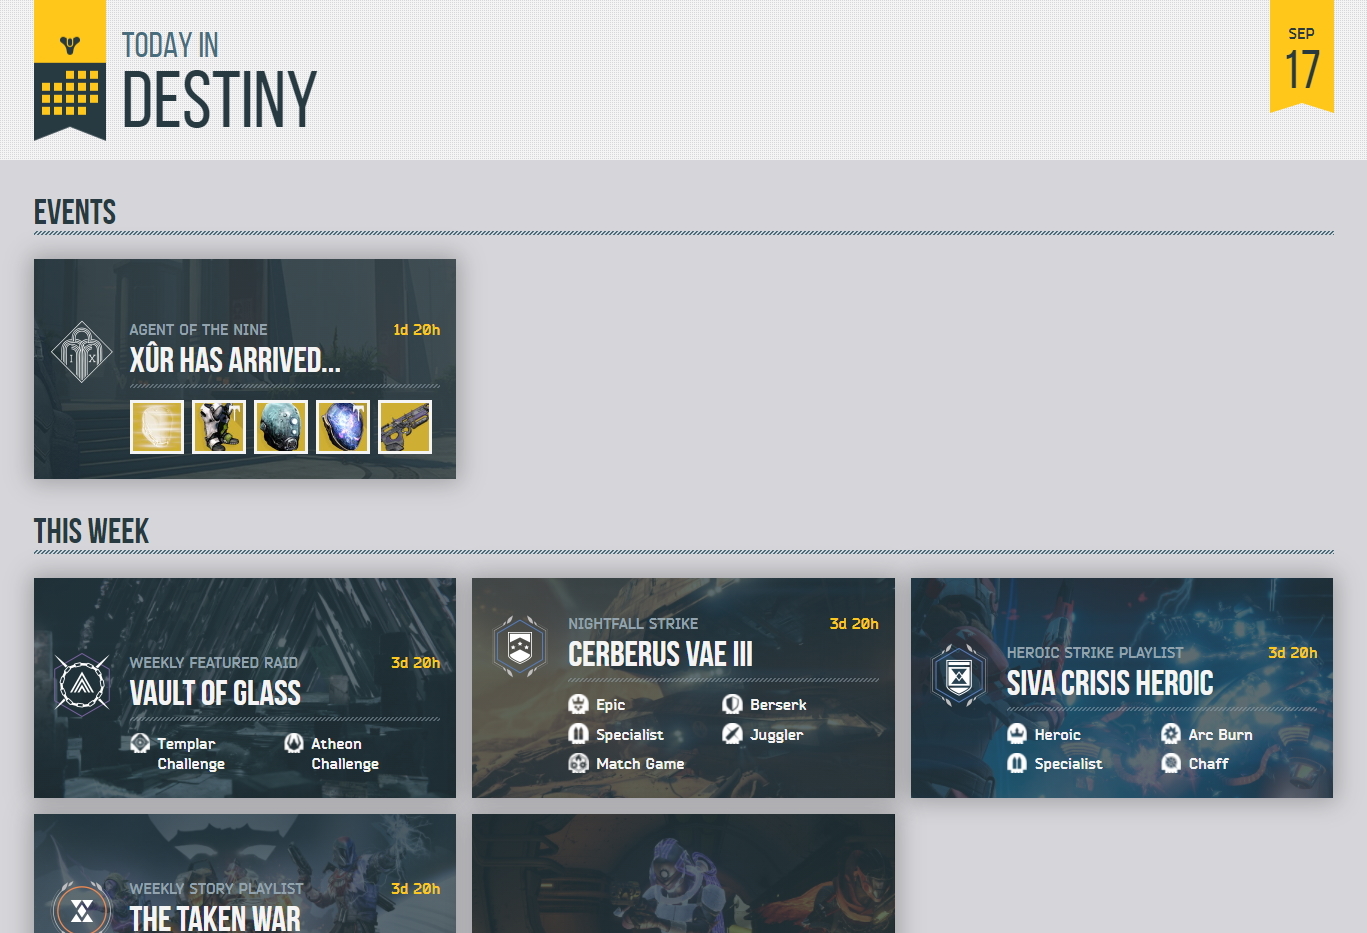 TODAY IN
DESTINY
SEP
17
EVENTS
AGENT OF THE NINE 1d 20h
XÛR HAS ARRIVED...
THIS WEEK
WEEKLY FEATURED RAID 3d 20h
VAULT OF GLASS
Templar Challenge
Atheon Challenge
NIGHTFALL STRIKE 3d 20h
CERBERUS VAE III
Epic Berserk
Specialist Juggler
Match Game
HEROIC STRIKE PLAYLIST 3d 20h
SIVA CRISIS HEROIC
Heroic Arc Burn
Specialist Chaff
WEEKLY STORY PLAYLIST 3d 20h
THE TAKEN WAR